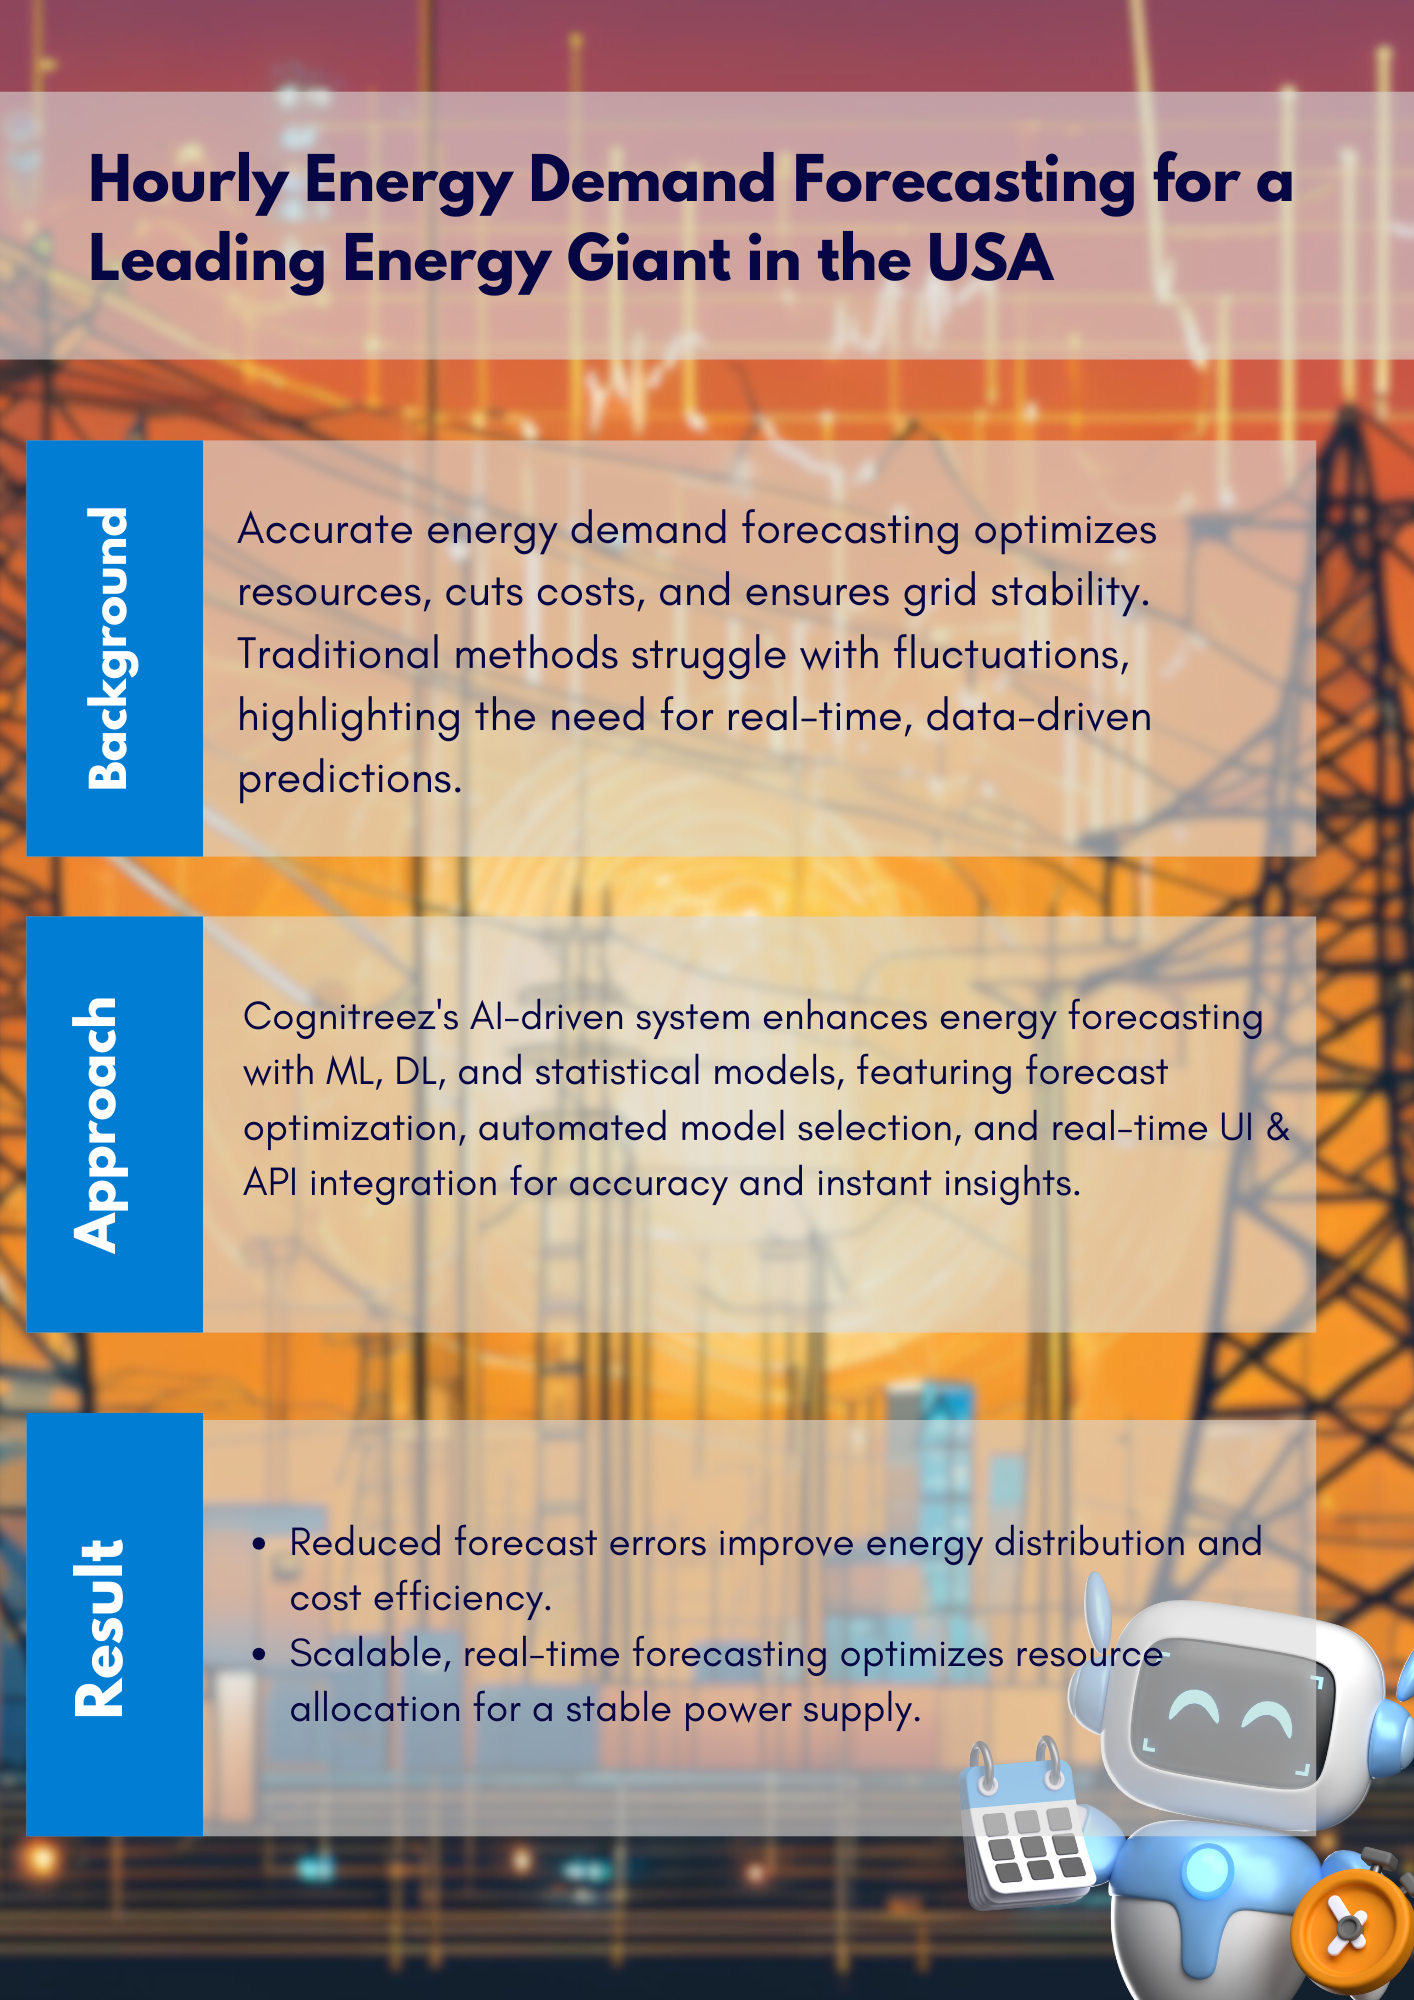 Hourly Energy Demand Forecasting for a
Leading Energy Giant in the USA
Background
Accurate energy demand forecasting optimizes
resources, cuts costs, and ensures grid stability.
Traditional methods struggle with fluctuations,
highlighting the need for real-time, data-driven
predictions.
Approach
Cognitreez's AI-driven system enhances energy forecasting
with ML, DL, and statistical models, featuring forecast
optimization, automated model selection, and real-time UI &
API integration for accuracy and instant insights.
Result
• Reduced forecast errors improve energy distribution and
cost efficiency.
• Scalable, real-time forecasting optimizes resource
allocation for a stable power supply.